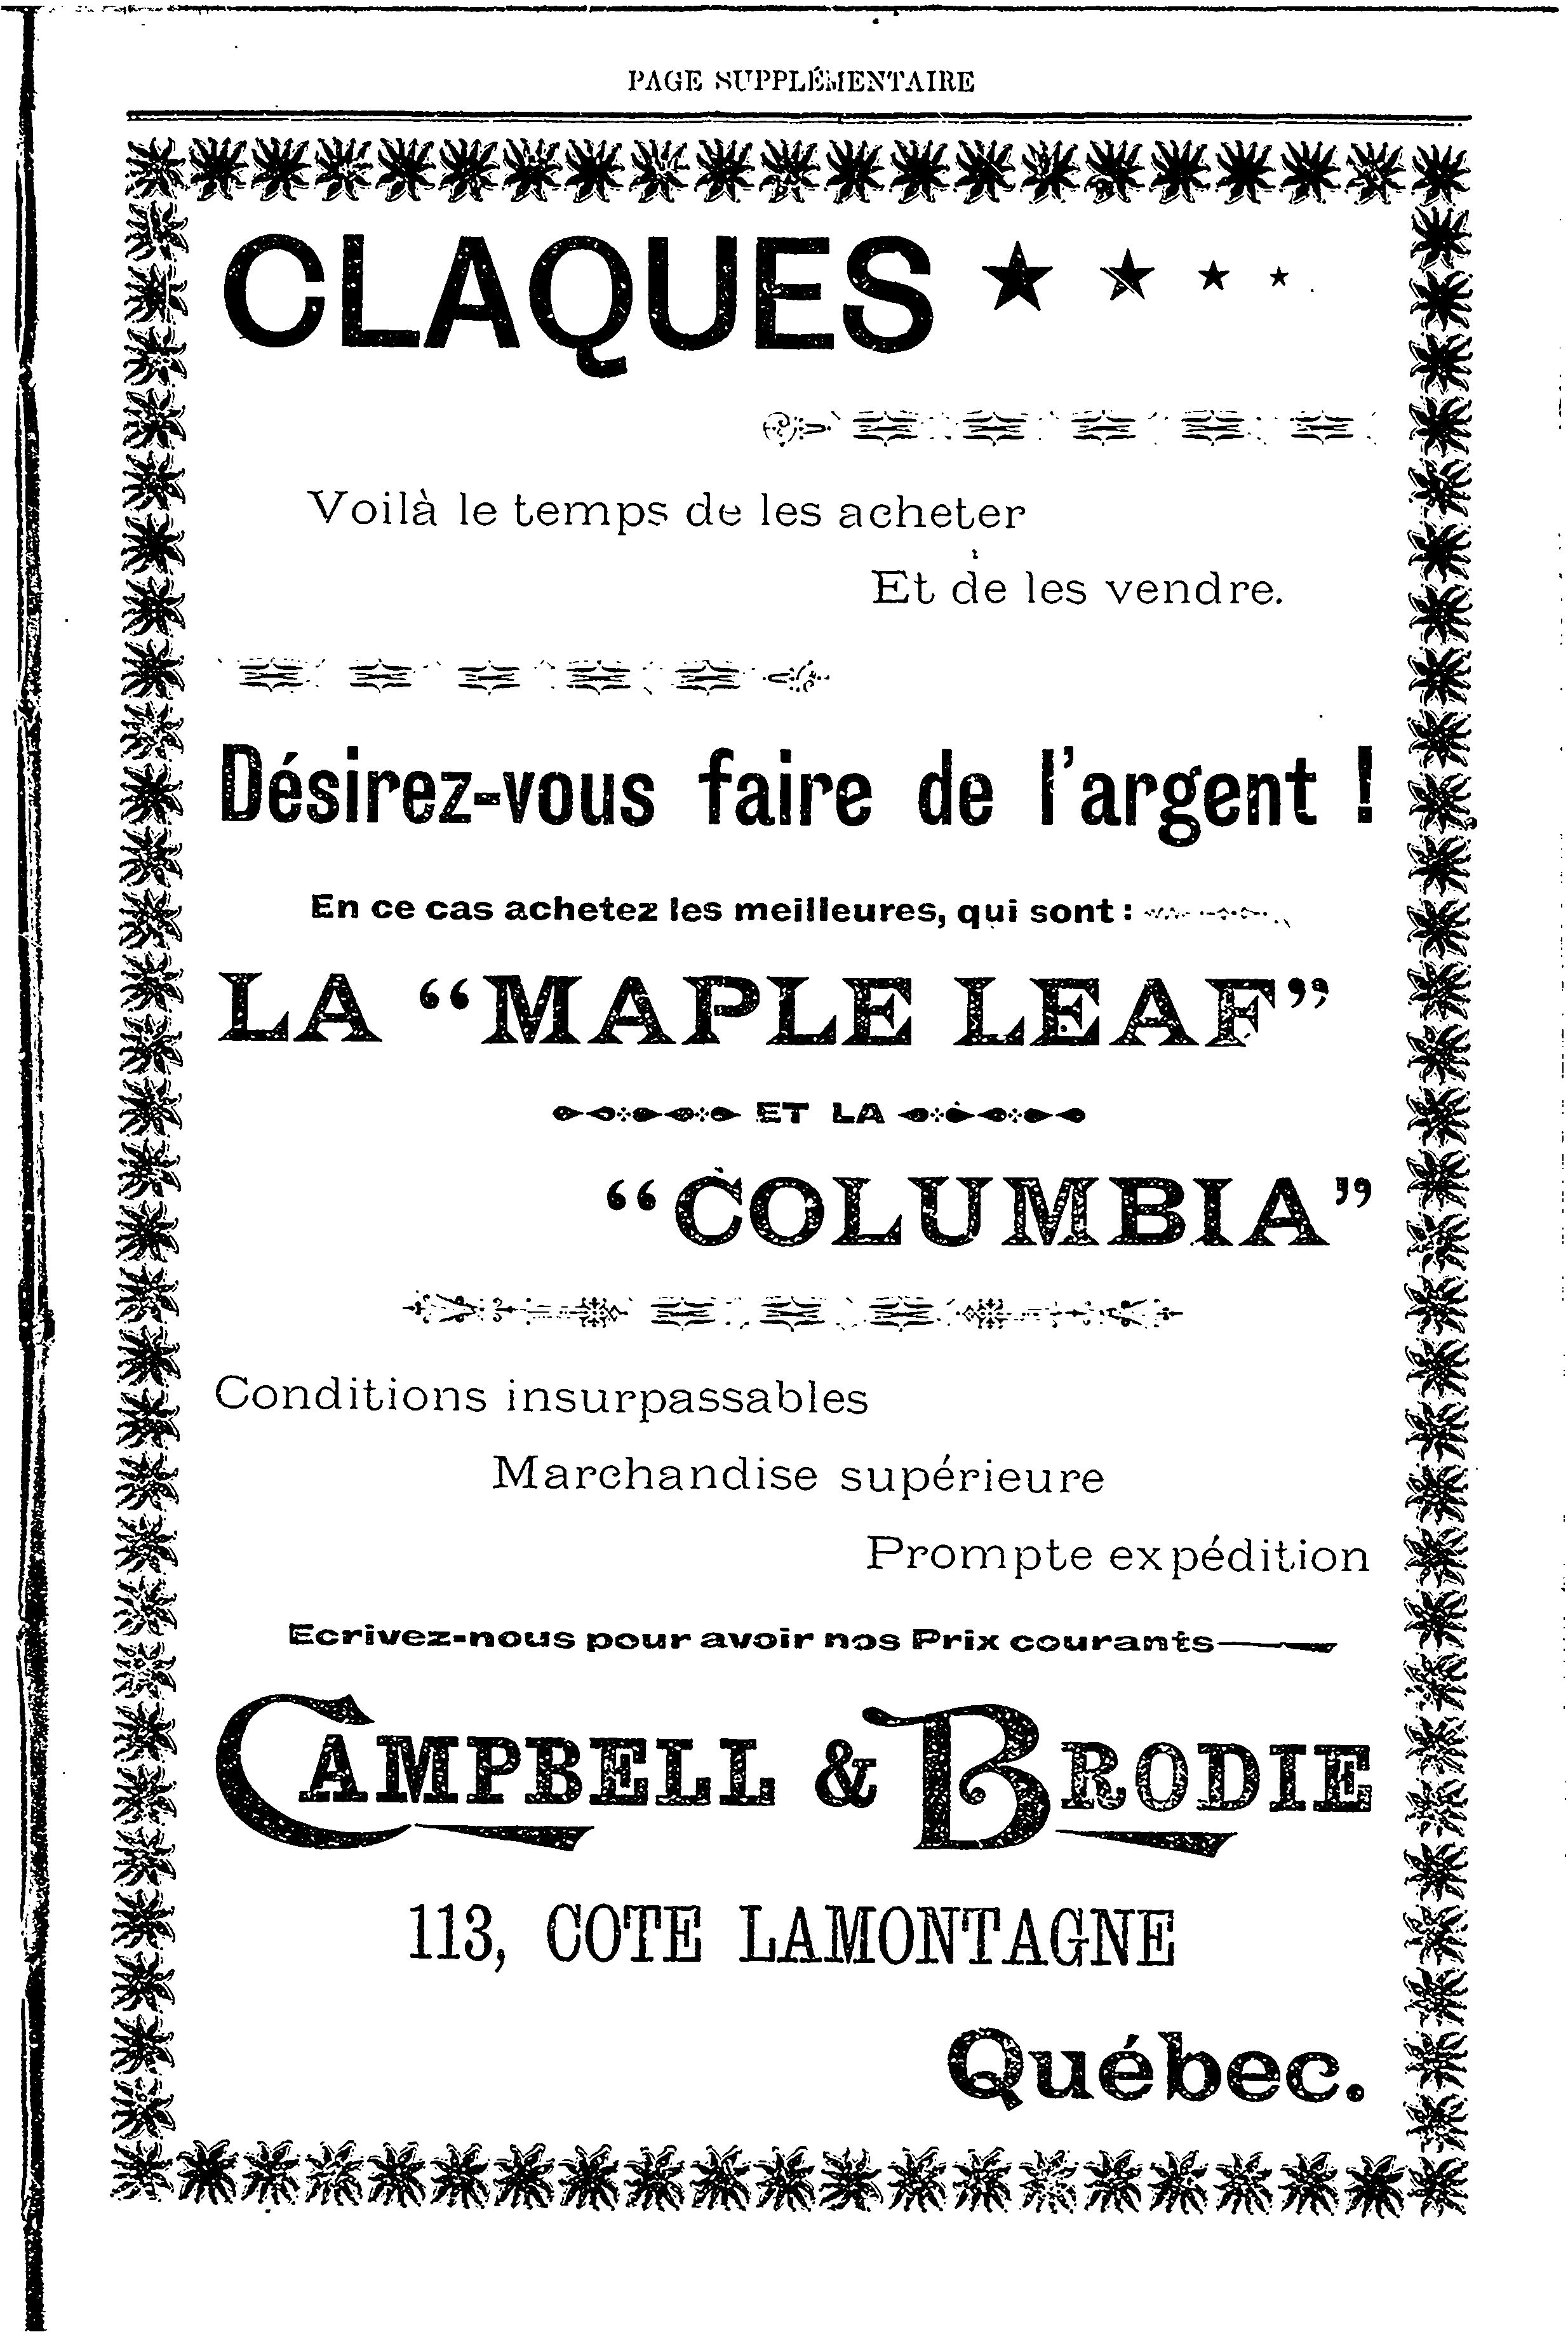 PAGE SUPPLÉMENTAIRE
CLAQUES
Voilà le temps de les acheter
Et de les vendre.
Désirez-vous faire de l'argent !
En ce cas achetez les meilleures, qui sont :
LA “MAPLE LEAF”
ET LA
“COLUMBIA”
Conditions insurpassables
Marchandise supérieure
Prompte expédition
Ecrivez-nous pour avoir nos Prix courants
CAMPBELL & BRODIE
113, COTE LAMONTAGNE
Québec.